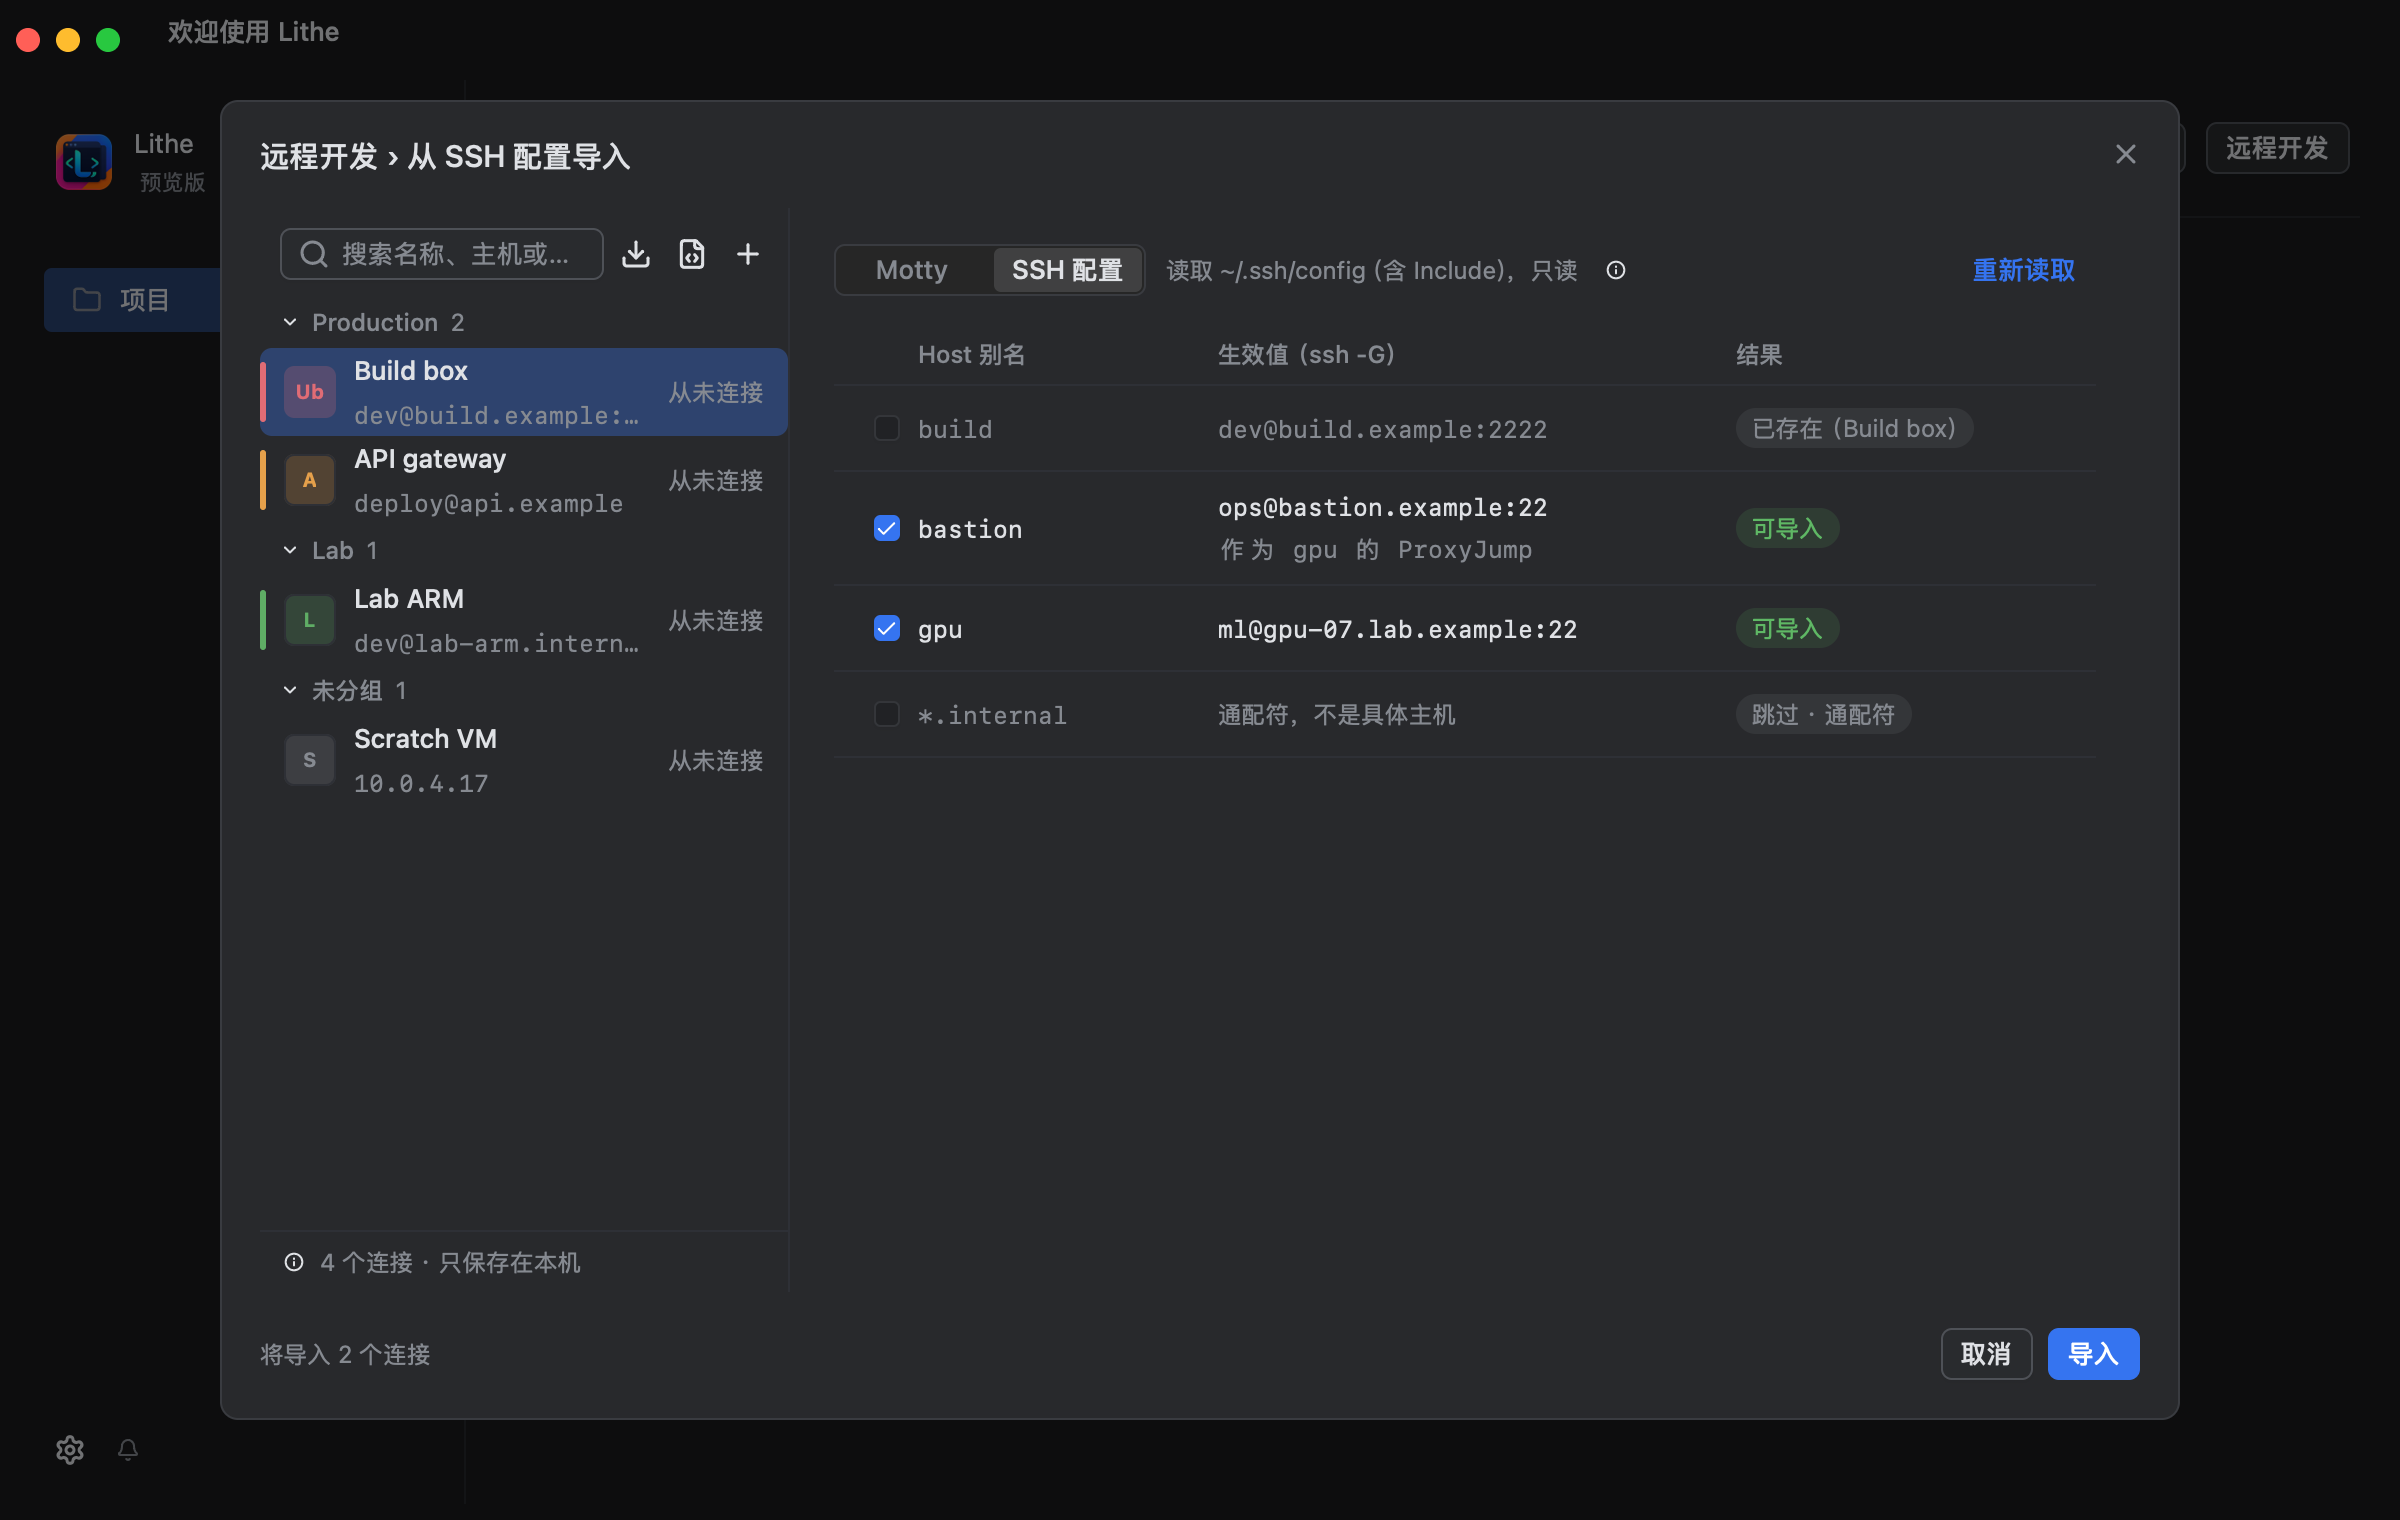 欢迎使用 Lithe
Lithe
预览版
远程开发
项目
远程开发 › 从 SSH 配置导入
搜索名称、主机或...
Production 2
Ub
Build box
dev@build.example:…
从未连接
A
API gateway
deploy@api.example
从未连接
Lab 1
L
Lab ARM
dev@lab-arm.intern…
从未连接
未分组 1
S
Scratch VM
10.0.4.17
从未连接
4 个连接 · 只保存在本机
Motty
SSH 配置
读取 ~/.ssh/config (含 Include)，只读
重新读取
Host 别名 生效值（ssh -G） 结果
build dev@build.example:2222 已存在（Build box）
bastion ops@bastion.example:22 可导入
作为 gpu 的 ProxyJump
gpu ml@gpu-07.lab.example:22 可导入
*.internal 通配符，不是具体主机 跳过 · 通配符
将导入 2 个连接
取消
导入